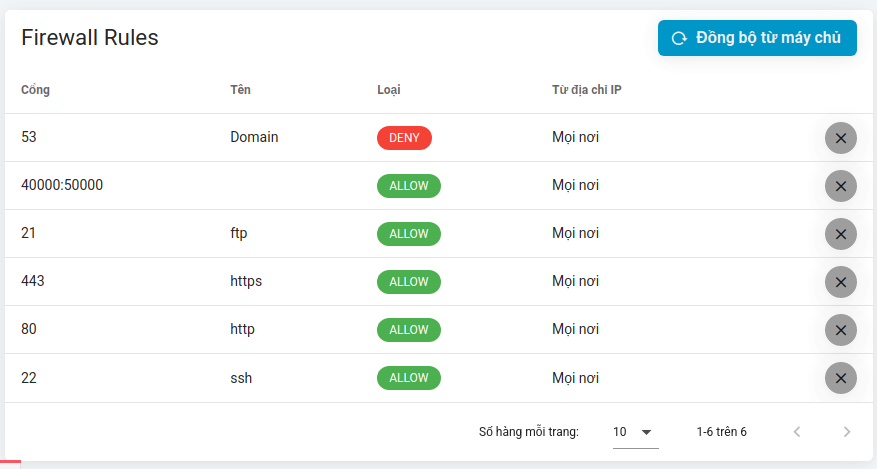 Firewall Rules
Đồng bộ từ máy chủ
Cổng Tên Loại Từ địa chỉ IP
53 Domain DENY Mọi nơi
40000:50000 ALLOW Mọi nơi
21 ftp ALLOW Mọi nơi
443 https ALLOW Mọi nơi
80 http ALLOW Mọi nơi
22 ssh ALLOW Mọi nơi
Số hàng mỗi trang: 10 1-6 trên 6